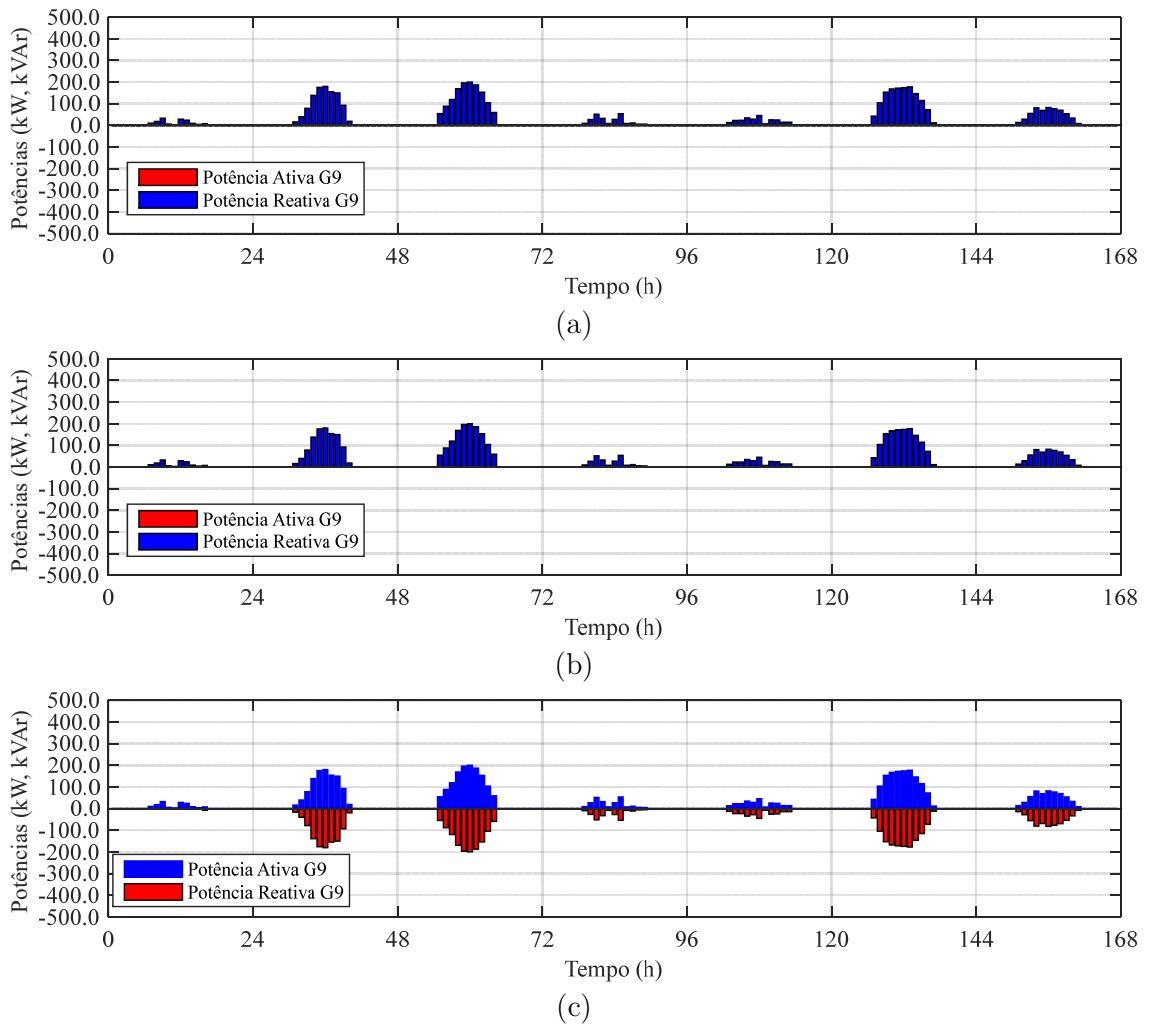 500.0
400.0
300.0
200.0
100.0
0.0
-100.0
-200.0
-300.0
-400.0
-500.0
Potências (kW, kVAr)
Potência Ativa G9
Potência Reativa G9
0 24 48 72 96 120 144 168
Tempo (h)
(a)
500.0
400.0
300.0
200.0
100.0
0.0
-100.0
-200.0
-300.0
-400.0
-500.0
Potências (kW, kVAr)
Potência Ativa G9
Potência Reativa G9
0 24 48 72 96 120 144 168
Tempo (h)
(b)
500.0
400.0
300.0
200.0
100.0
0.0
-100.0
-200.0
-300.0
-400.0
-500.0
Potências (kW, kVAr)
Potência Ativa G9
Potência Reativa G9
0 24 48 72 96 120 144 168
Tempo (h)
(c)